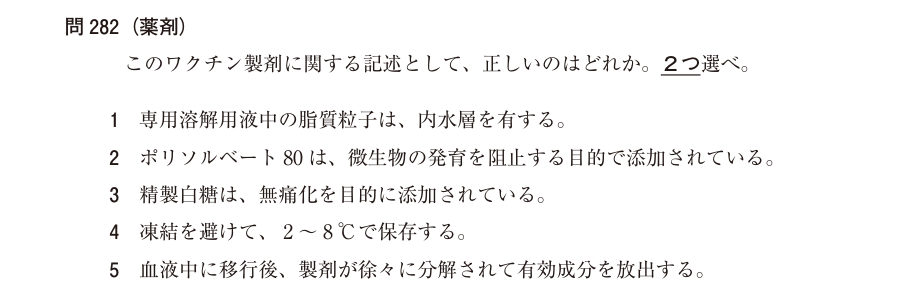 問 282（薬剤）
このワクチン製剤に関する記述として、正しいのはどれか。２つ選べ。
1 専用溶解用液中の脂質粒子は、内水層を有する。
2 ポリソルベート 80 は、微生物の発育を阻止する目的で添加されている。
3 精製白糖は、無痛化を目的に添加されている。
4 凍結を避けて、２～８℃で保存する。
5 血液中に移行後、製剤が徐々に分解されて有効成分を放出する。